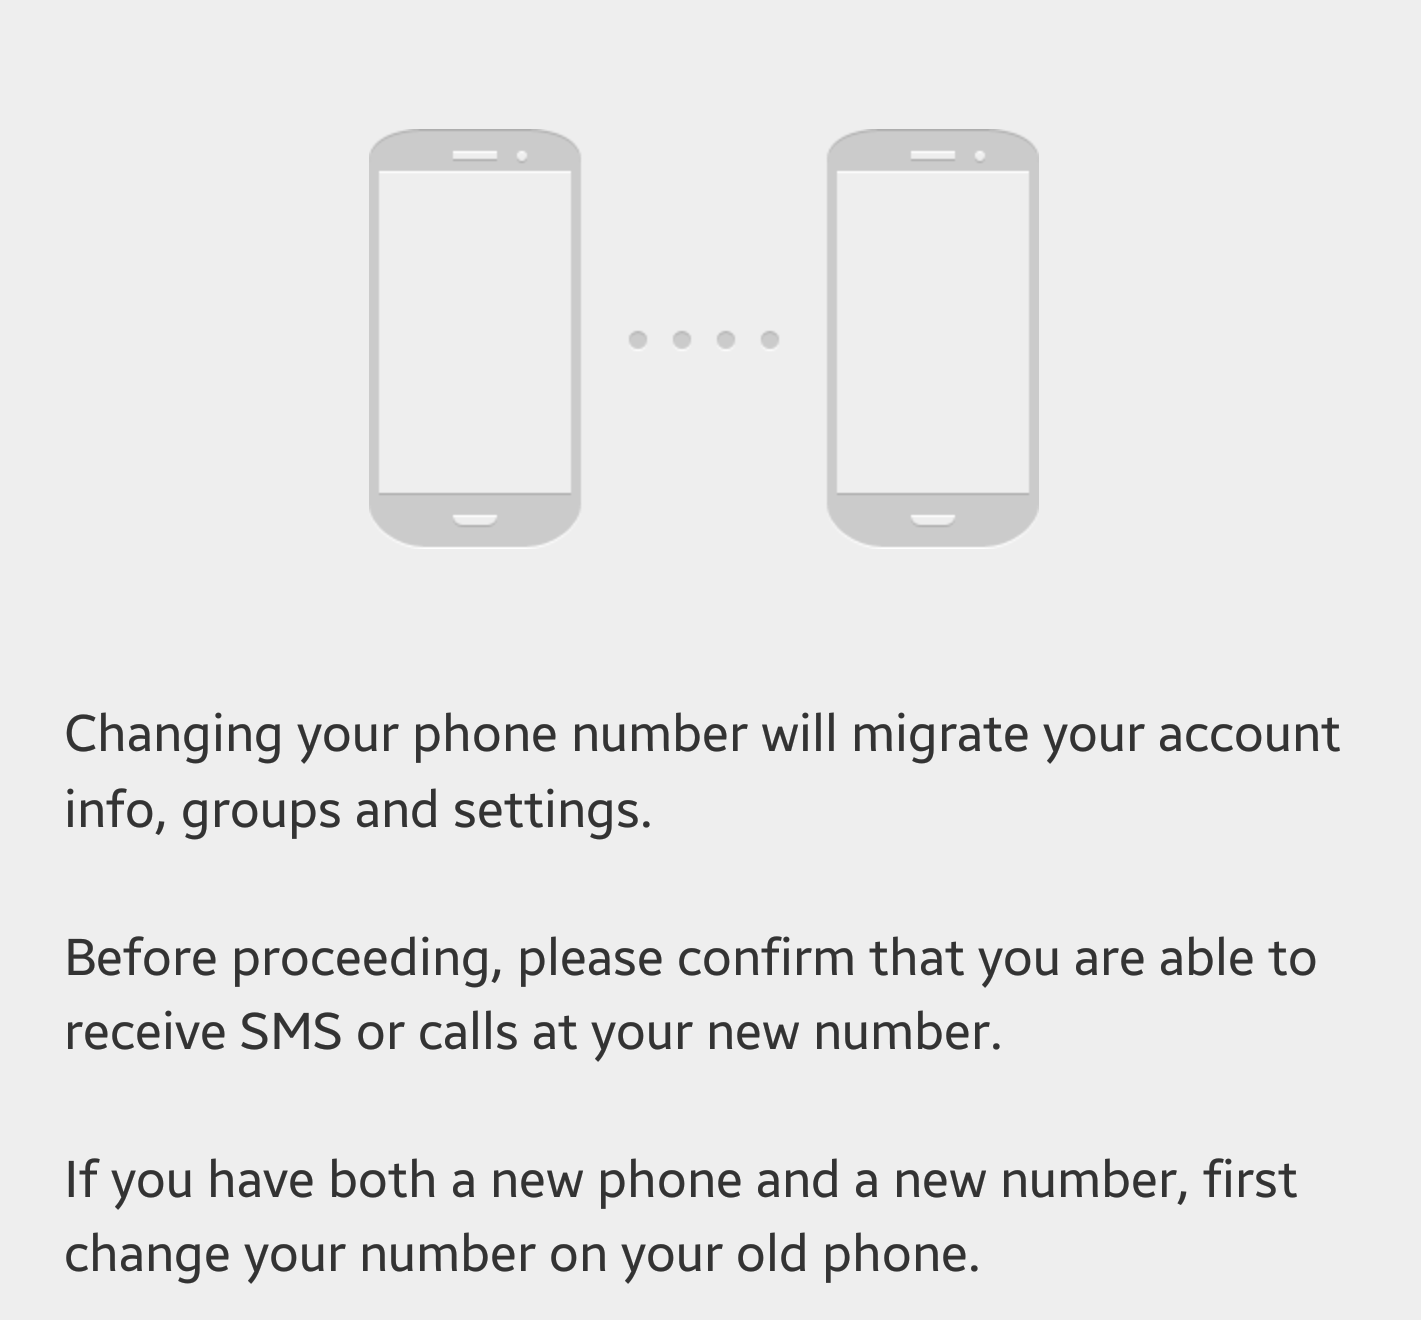 Changing your phone number will migrate your account
info, groups and settings.
Before proceeding, please confirm that you are able to
receive SMS or calls at your new number.
If you have both a new phone and a new number, first
change your number on your old phone.